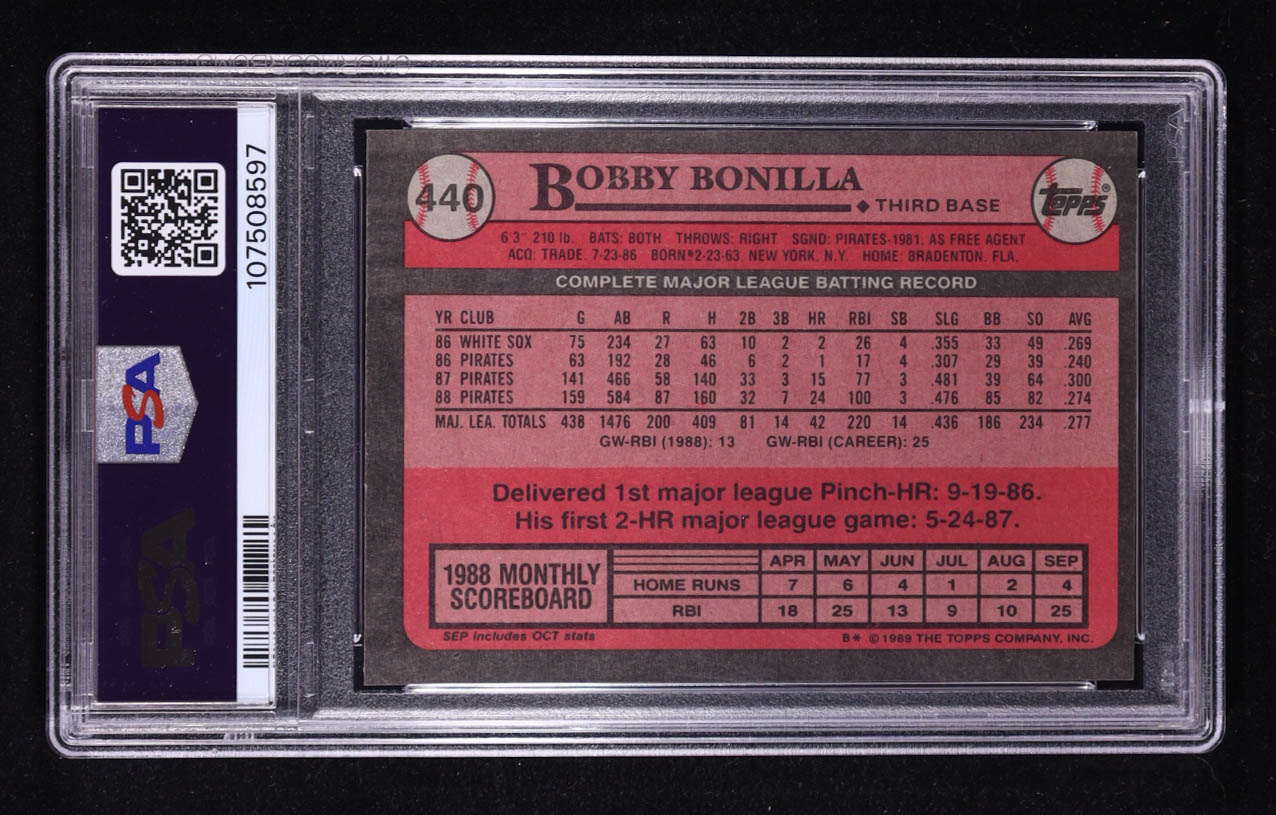 107508597
PSA
PSA
440
BOBBY BONILLA
◆ THIRD BASE
Topps®
6'3" 210 lb. BATS: BOTH THROWS: RIGHT SGND: PIRATES-1981. AS FREE AGENT
ACQ: TRADE. 7-23-86 BORN*2-23-63, NEW YORK. N.Y. HOME: BRADENTON. FLA.
COMPLETE MAJOR LEAGUE BATTING RECORD
YR CLUB G AB R H 2B 3B HR RBI SB SLG BB SO AVG
86 WHITE SOX 75 234 27 63 10 2 2 26 4 .355 33 49 .269
86 PIRATES 63 192 28 46 6 2 1 17 4 .307 29 39 .240
87 PIRATES 141 466 58 140 33 3 15 77 3 .481 39 64 .300
88 PIRATES 159 584 87 160 32 7 24 100 3 .476 85 82 .274
MAJ. LEA. TOTALS 438 1476 200 409 81 14 42 220 14 .436 186 234 .277
GW-RBI (1988): 13 GW-RBI (CAREER): 25
Delivered 1st major league Pinch-HR: 9-19-86.
His first 2-HR major league game: 5-24-87.
1988 MONTHLY
SCOREBOARD
APR MAY JUN JUL AUG SEP
HOME RUNS 7 6 4 1 2 4
RBI 18 25 13 9 10 25
SEP includes OCT stats
B* © 1989 THE TOPPS COMPANY, INC.